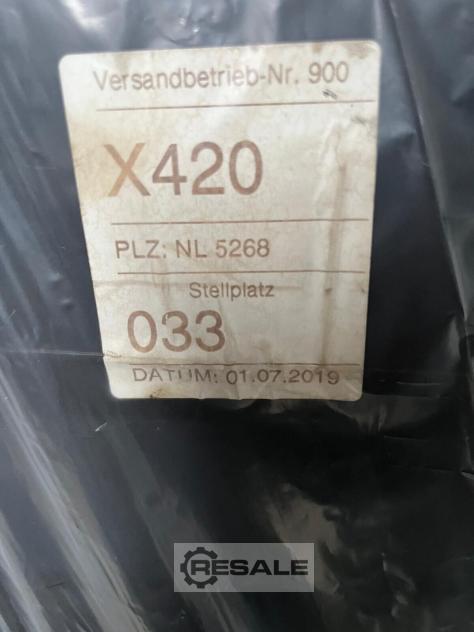 Versandbetrieb-Nr. 900
X420
PLZ: NL 5268
Stellplatz
033
DATUM: 01.07.2019
RESALE